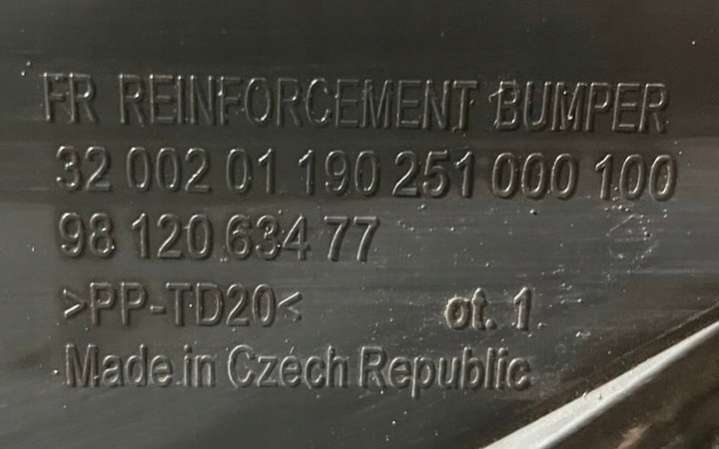 FR REINFORCEMENT BUMPER
32 002 01 190 251 000 100
98 120 634 77
>PP-TD20< ot. 1
Made in Czech Republic